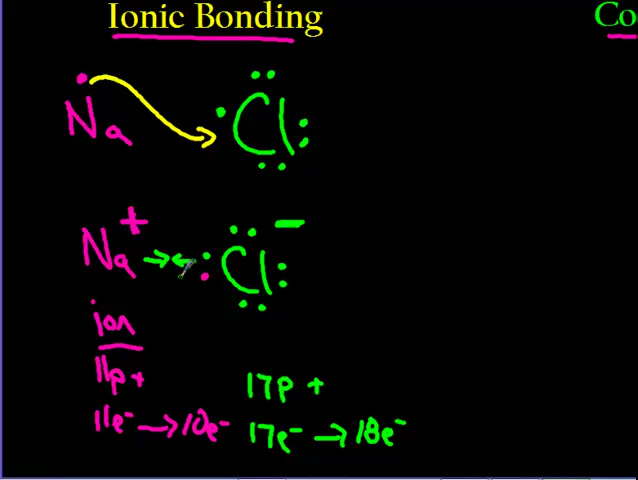 Ionic Bonding
Co
Na Cl
Na+ → ← Cl−
ion
11p+ 17p+
11e⁻ → 10e⁻ 17e⁻ → 18e⁻